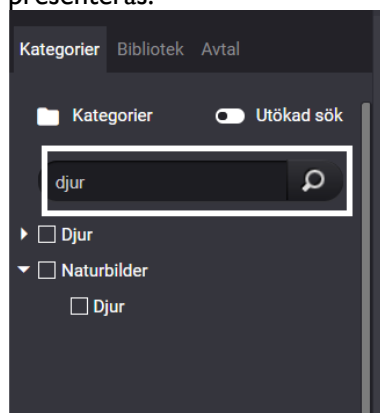 presenteras.
Kategorier Bibliotek Avtal
Kategorier Utökad sök
djur
Djur
Naturbilder
Djur